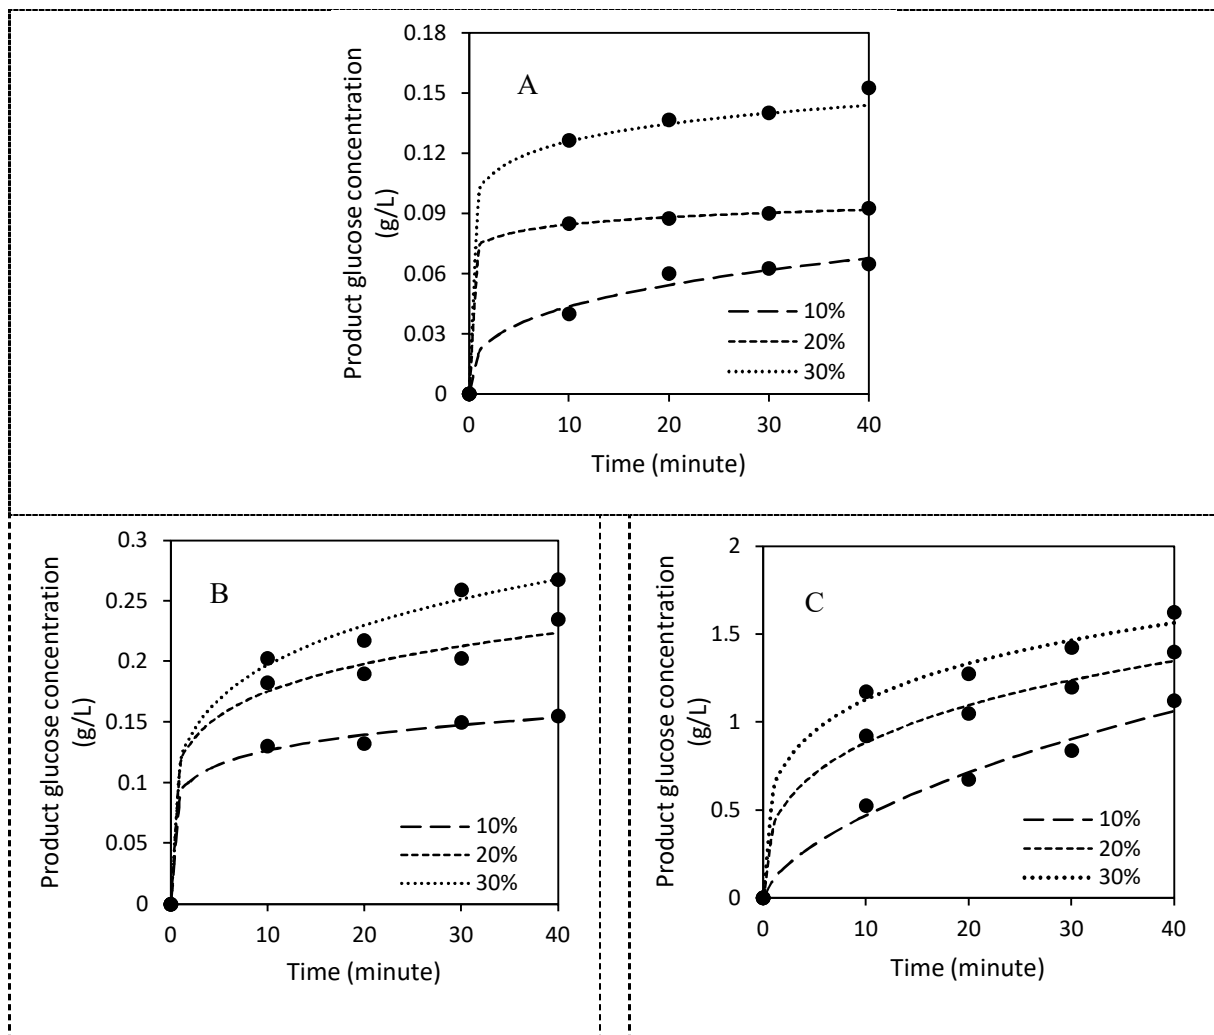 A
Product glucose concentration
(g/L)
0.18
0.15
0.12
0.09
0.06
0.03
0
10%
20%
30%
0 10 20 30 40
Time (minute)
B
Product glucose concentration
(g/L)
0.3
0.25
0.2
0.15
0.1
0.05
0
10%
20%
30%
0 10 20 30 40
Time (minute)
C
Product glucose concentration
(g/L)
2
1.5
1
0.5
0
10%
20%
30%
0 10 20 30 40
Time (minute)